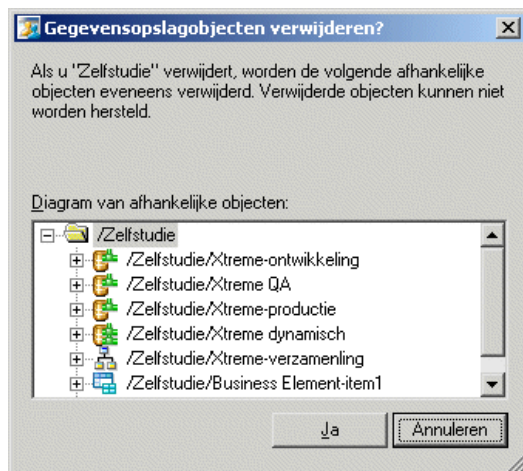 Gegevensopslagobjecten verwijderen?
Als u "Zelfstudie" verwijdert, worden de volgende afhankelijke
objecten eveneens verwijderd. Verwijderde objecten kunnen niet
worden hersteld.
Diagram van afhankelijke objecten:
/Zelfstudie
/Zelfstudie/Xtreme-ontwikkeling
/Zelfstudie/Xtreme QA
/Zelfstudie/Xtreme-productie
/Zelfstudie/Xtreme dynamisch
/Zelfstudie/Xtreme-verzamenling
/Zelfstudie/Business Element-item1
Ja Annuleren